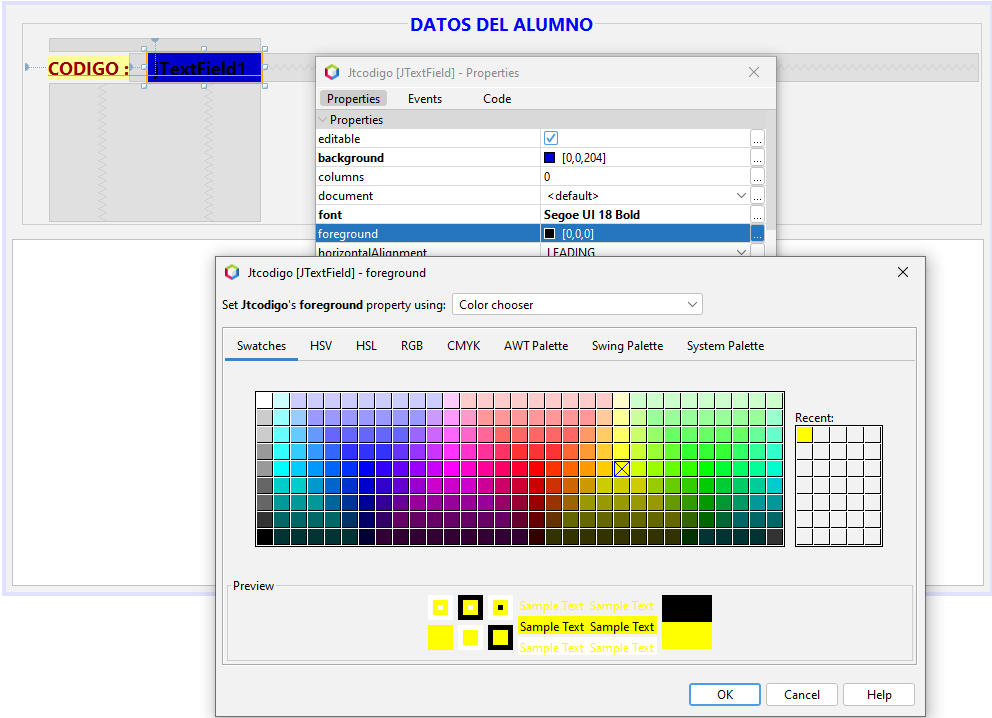 DATOS DEL ALUMNO
CODIGO :
jTextField1
Jtcodigo [JTextField] - Properties
Properties Events Code
Properties
editable
background [0,0,204]
columns 0
document <default>
font Segoe UI 18 Bold
foreground [0,0,0]
horizontalAlignment LEADING
Jtcodigo [JTextField] - foreground
Set Jtcodigo's foreground property using: Color chooser
Swatches HSV HSL RGB CMYK AWT Palette Swing Palette System Palette
Recent:
Preview
Sample Text Sample Text
Sample Text Sample Text
Sample Text Sample Text
OK Cancel Help